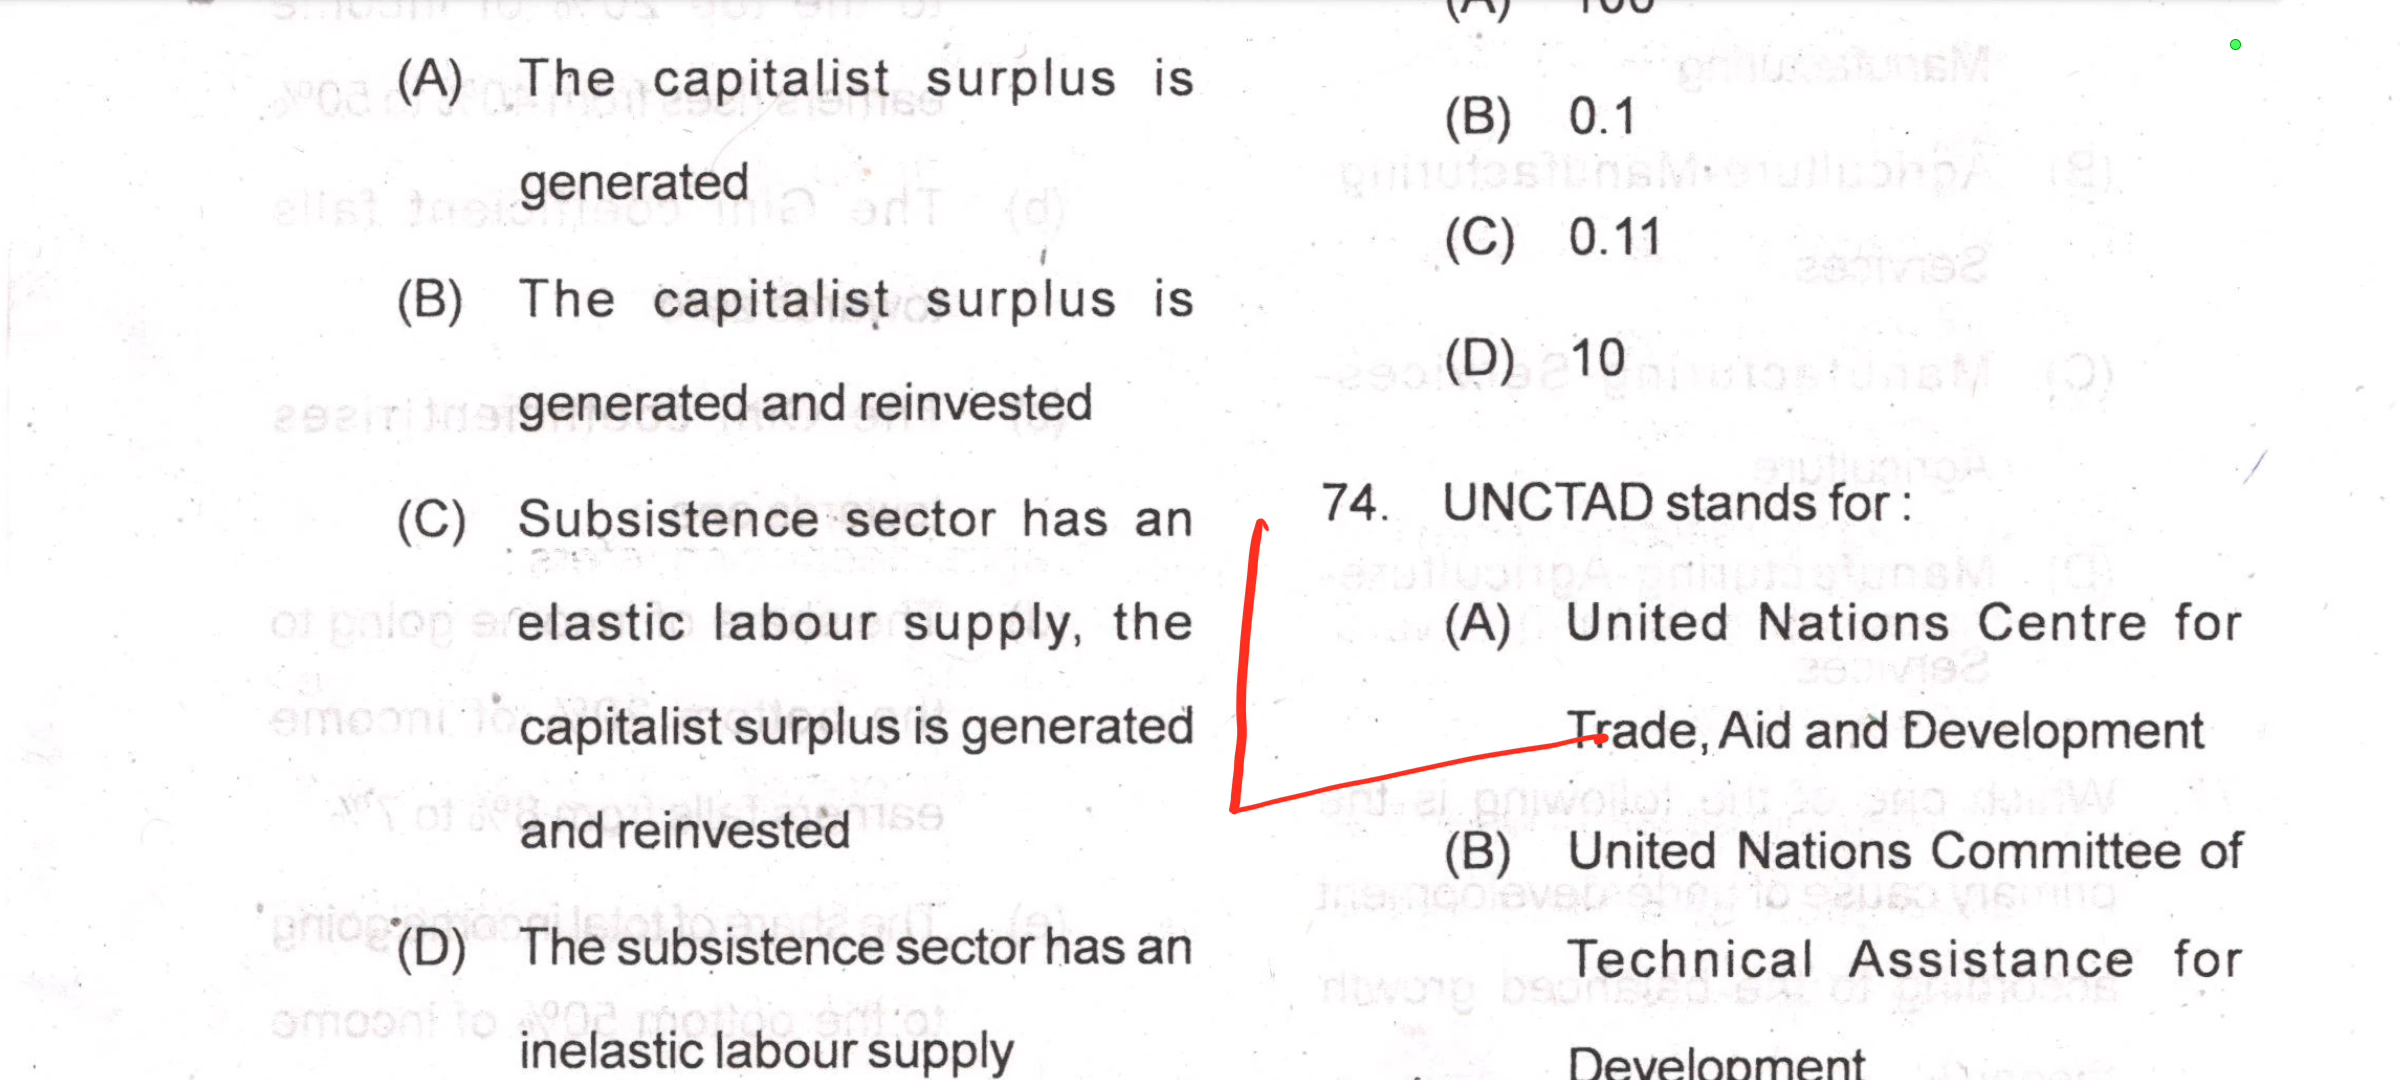 (A) The capitalist surplus is
generated
(B) The capitalist surplus is
generated and reinvested
(C) Subsistence sector has an
elastic labour supply, the
capitalist surplus is generated
and reinvested
(D) The subsistence sector has an
inelastic labour supply
(A) 100
(B) 0.1
(C) 0.11
(D) 10
74. UNCTAD stands for :
(A) United Nations Centre for
Trade, Aid and Development
(B) United Nations Committee of
Technical Assistance for
Development